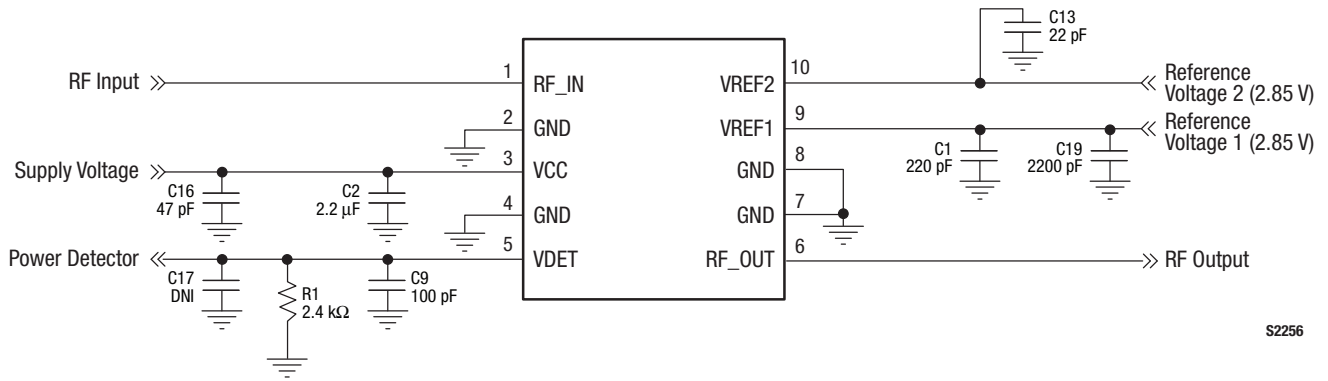 C13
22 pF
RF Input
1
RF_IN
VREF2
10
Reference
Voltage 2 (2.85 V)
2
GND
VREF1
9
Reference
Voltage 1 (2.85 V)
C1
220 pF
C19
2200 pF
Supply Voltage
3
VCC
GND
8
C16
47 pF
C2
2.2 µF
4
GND
GND
7
Power Detector
5
VDET
RF_OUT
6
RF Output
C17
DNI
R1
2.4 kΩ
C9
100 pF
S2256